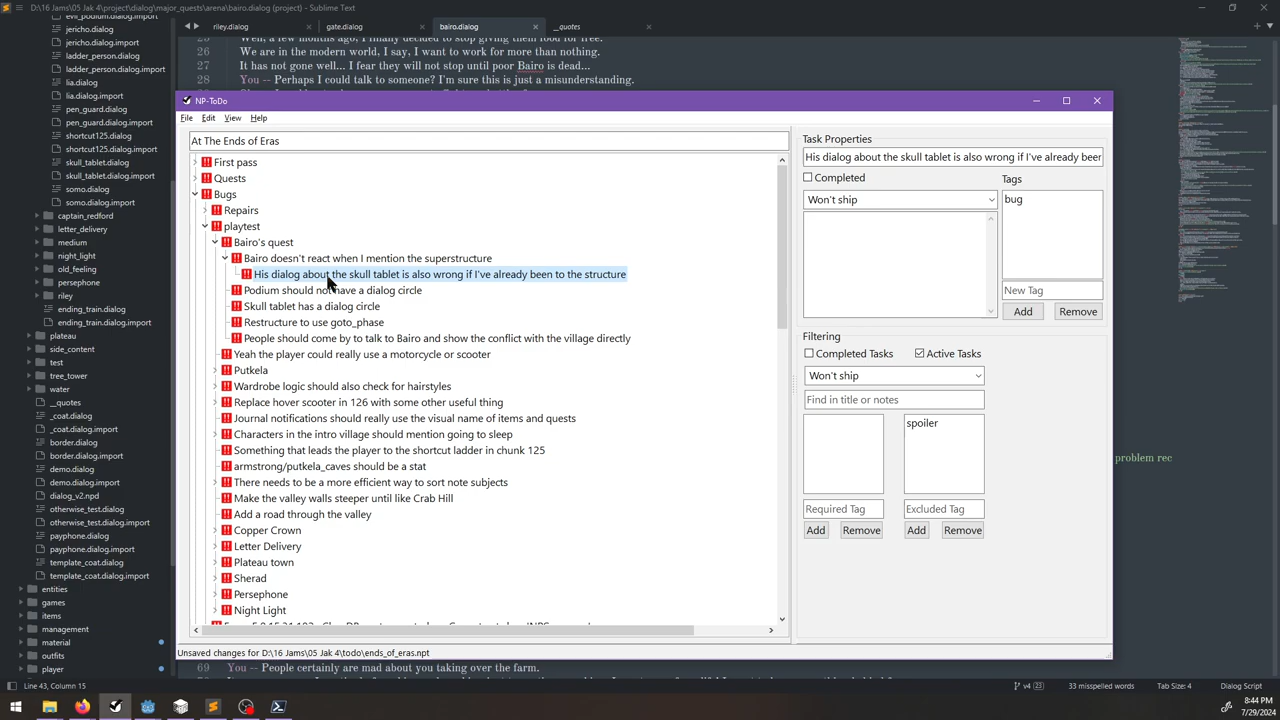 D:\16 Jams\05 Jak 4\project\dialog\major_quests\arena\bairo.dialog (project) - Sublime Text
evil_podium.dialog.import
jericho.dialog
jericho.dialog.import
ladder_person.dialog
ladder_person.dialog.import
lia.dialog
lia.dialog.import
pen_guard.dialog
pen_guard.dialog.import
shortcut125.dialog
shortcut125.dialog.import
skull_tablet.dialog
skull_tablet.dialog.import
somo.dialog
somo.dialog.import
captain_redford
letter_delivery
medium
night_light
old_feeling
persephone
riley
ending_train.dialog
ending_train.dialog.import
plateau
side_content
test
tree_tower
water
__quotes
_coat.dialog
_coat.dialog.import
border.dialog
border.dialog.import
demo.dialog
demo.dialog.import
dialog_v2.npd
otherwise_test.dialog
otherwise_test.dialog.import
payphone.dialog
payphone.dialog.import
template_coat.dialog
template_coat.dialog.import
entities
games
items
management
material
outfits
player
riley.dialog
gate.dialog
bairo.dialog
__quotes
26 We are in the modern world, I say, I want to work for more than nothing.
27 It has not gone well... I fear they will not stop until poor Bairo is dead...
28 You -- Perhaps I could talk to someone? I'm sure this is just a misunderstanding.
NP-ToDo
File Edit View Help
At The Ends of Eras
First pass
Quests
Bugs
Repairs
playtest
Bairo's quest
Bairo doesn't react when I mention the superstructure
His dialog about the skull tablet is also wrong if I've already been to the structure
Podium should not have a dialog circle
Skull tablet has a dialog circle
Restructure to use goto_phase
People should come by to talk to Bairo and show the conflict with the village directly
Yeah the player could really use a motorcycle or scooter
Putkela
Wardrobe logic should also check for hairstyles
Replace hover scooter in 126 with some other useful thing
Journal notifications should really use the visual name of items and quests
Characters in the intro village should mention going to sleep
Something that leads the player to the shortcut ladder in chunk 125
armstrong/putkela_caves should be a stat
There needs to be a more efficient way to sort note subjects
Make the valley walls steeper until like Crab Hill
Add a road through the valley
Copper Crown
Letter Delivery
Plateau town
Sherad
Persephone
Night Light
Unsaved changes for D:\16 Jams\05 Jak 4\todo\ends_of_eras.npt
Task Properties
His dialog about the skull tablet is also wrong if I've already beer
Completed
Tags
Won't ship
bug
New Tag
Add Remove
Filtering
Completed Tasks Active Tasks
Won't ship
Find in title or notes
spoiler
Required Tag Excluded Tag
Add Remove Add Remove
problem rec
69 You -- People certainly are mad about you taking over the farm.
Line 43, Column 15
v4 23
33 misspelled words
Tab Size: 4
Dialog Script
8:44 PM
7/29/2024